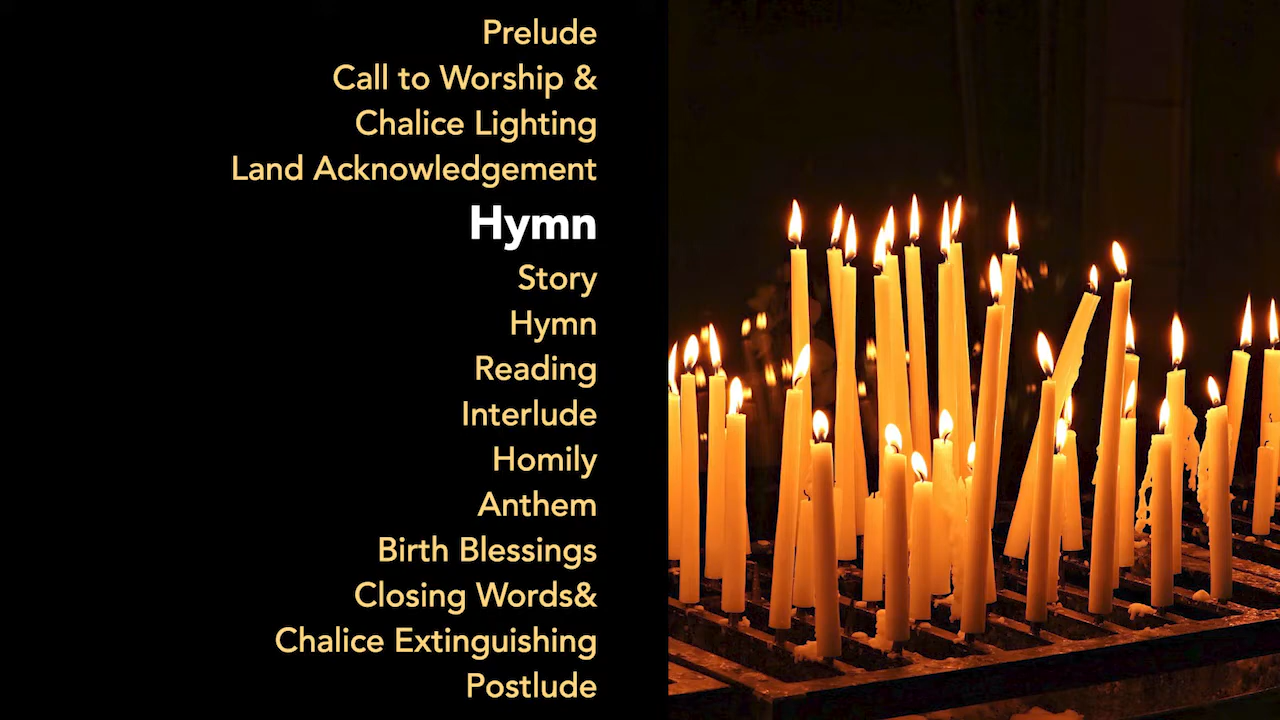 Prelude
Call to Worship &
Chalice Lighting
Land Acknowledgement
Hymn
Story
Hymn
Reading
Interlude
Homily
Anthem
Birth Blessings
Closing Words&
Chalice Extinguishing
Postlude